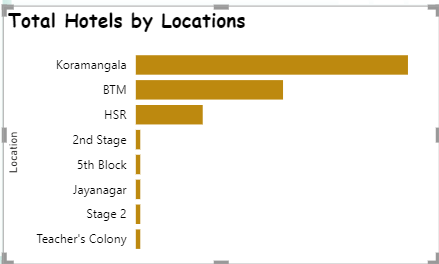 Total Hotels by Locations
Location
Koramangala
BTM
HSR
2nd Stage
5th Block
Jayanagar
Stage 2
Teacher's Colony